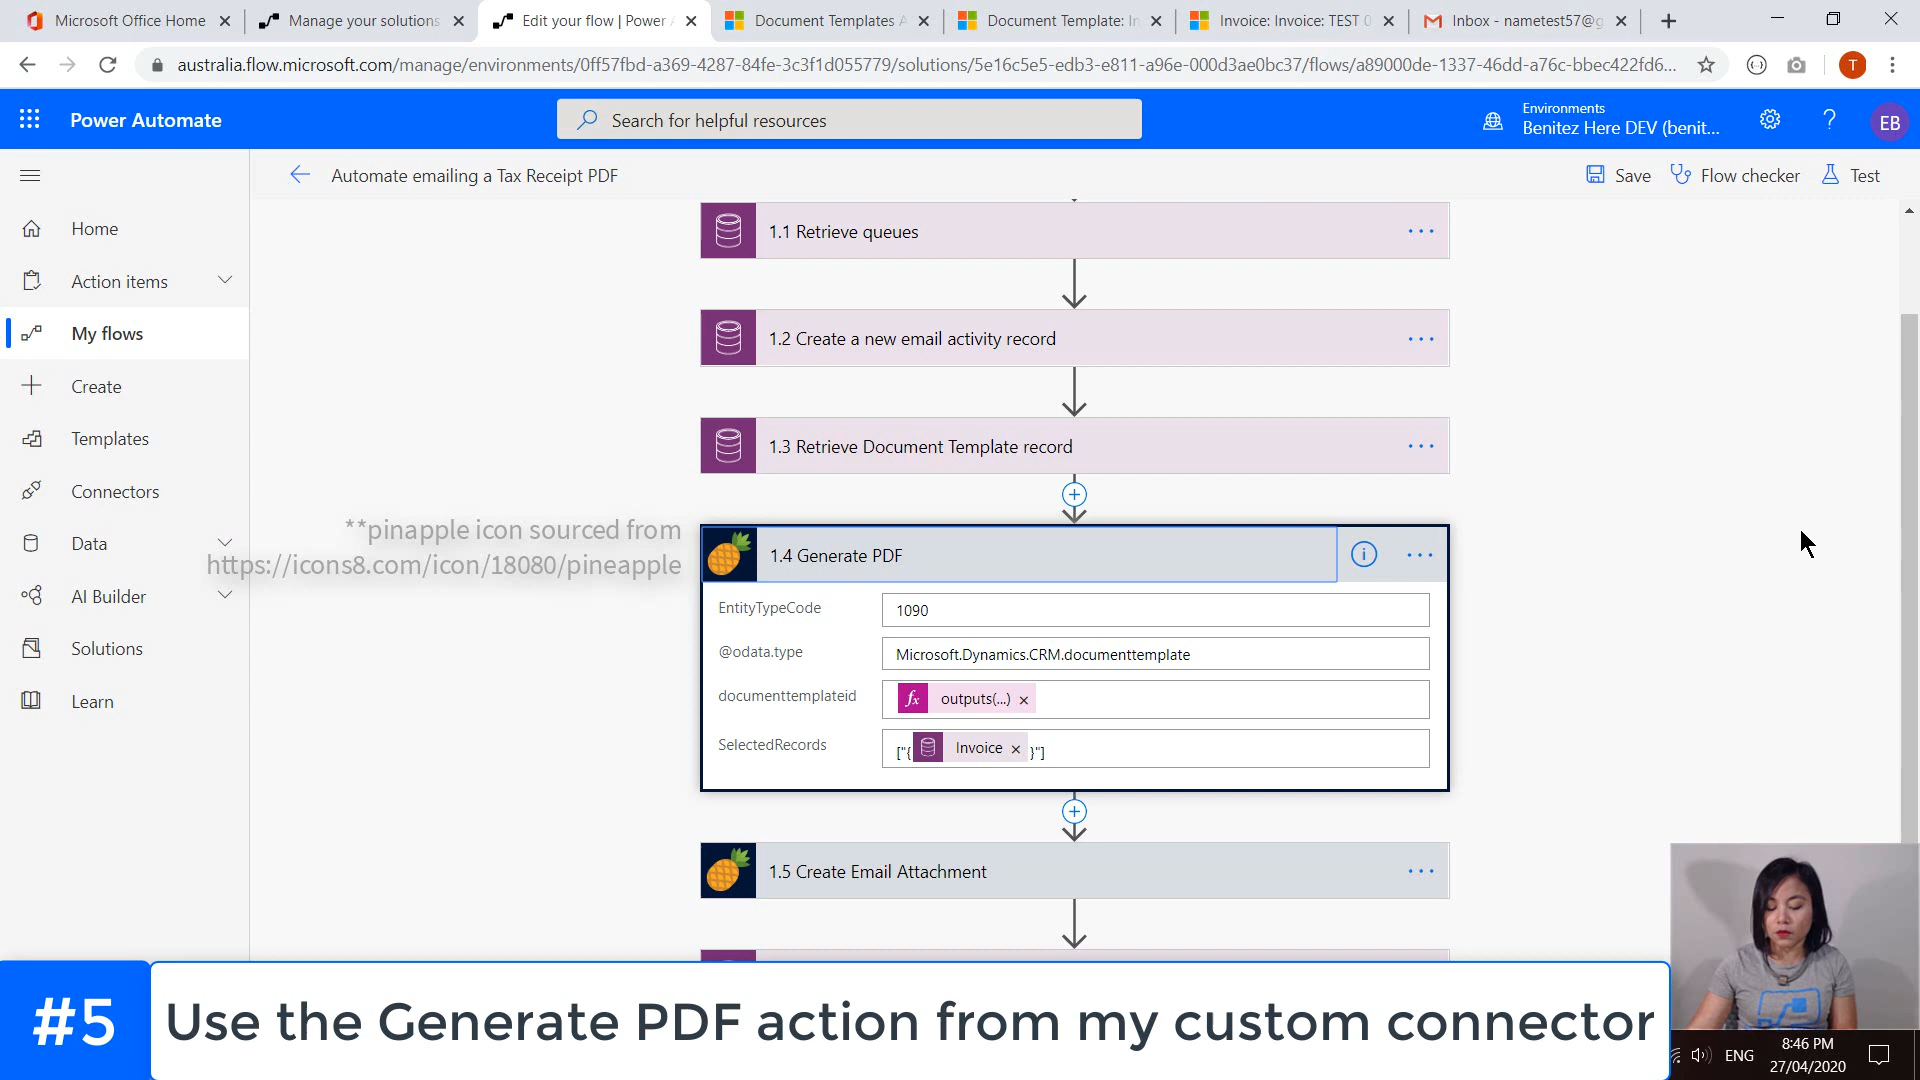 Microsoft Office Home
Manage your solutions
Edit your flow | Power A
Document Templates A
Document Template: In
Invoice: Invoice: TEST 0
Inbox - nametest57@g
australia.flow.microsoft.com/manage/environments/0ff57fbd-a369-4287-84fe-3c3f1d055779/solutions/5e16c5e5-edb3-e811-a96e-000d3ae0bc37/flows/a89000de-1337-46dd-a76c-bbec422fd6...
T
Power Automate
Search for helpful resources
Environments
Benitez Here DEV (benit...
EB
Automate emailing a Tax Receipt PDF
Save
Flow checker
Test
Home
Action items
My flows
Create
Templates
Connectors
Data
AI Builder
Solutions
Learn
1.1 Retrieve queues
1.2 Create a new email activity record
1.3 Retrieve Document Template record
**pinapple icon sourced from
https://icons8.com/icon/18080/pineapple
1.4 Generate PDF
EntityTypeCode
1090
@odata.type
Microsoft.Dynamics.CRM.documenttemplate
documenttemplateid
fx outputs(...) ×
SelectedRecords
["{ Invoice × }"]
1.5 Create Email Attachment
#5
Use the Generate PDF action from my custom connector
ENG
8:46 PM
27/04/2020